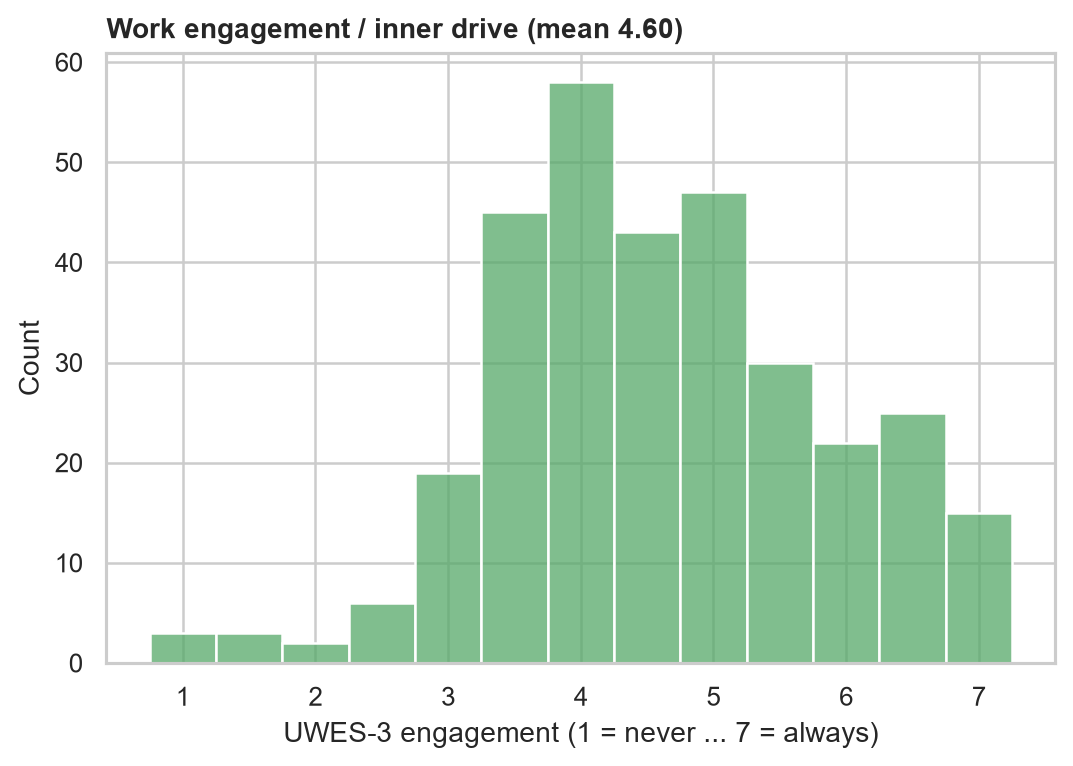 Work engagement / inner drive (mean 4.60)
60
50
40
30
20
10
0
Count
1 2 3 4 5 6 7
UWES-3 engagement (1 = never ... 7 = always)